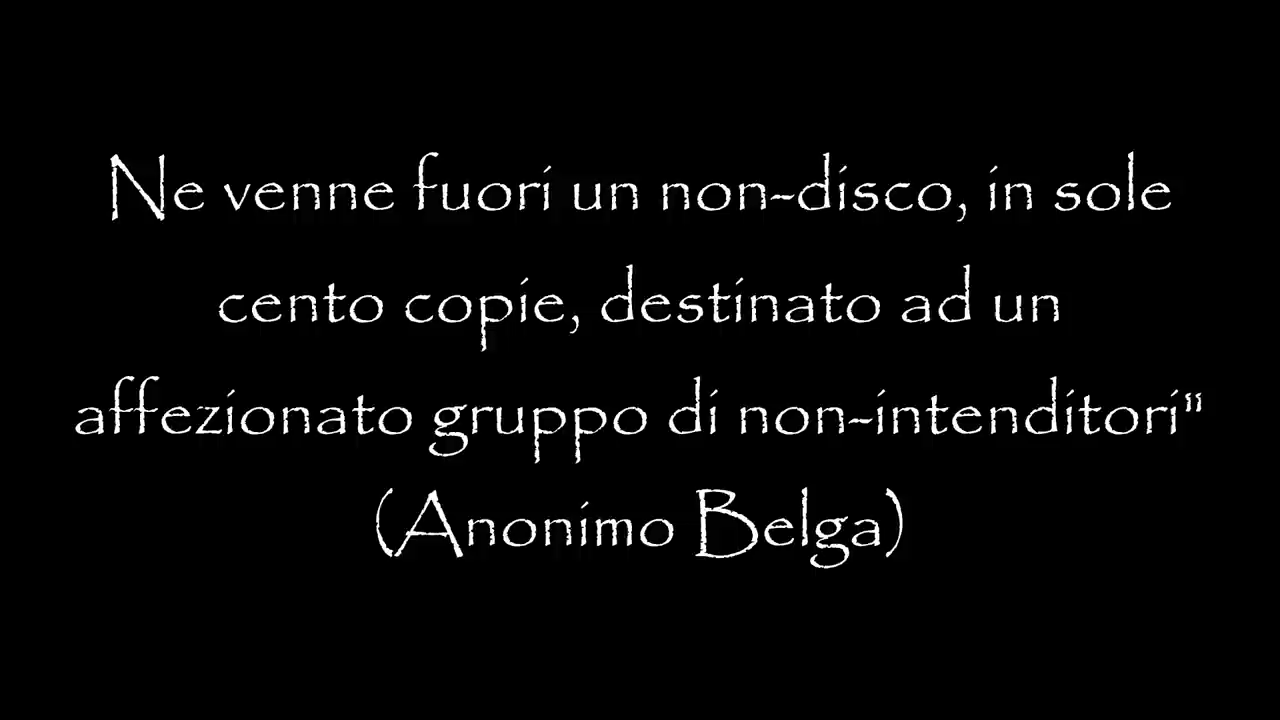 Ne venne fuori un non-disco, in sole
cento copie, destinato ad un
affezionato gruppo di non-intenditori"
(Anonimo Belga)